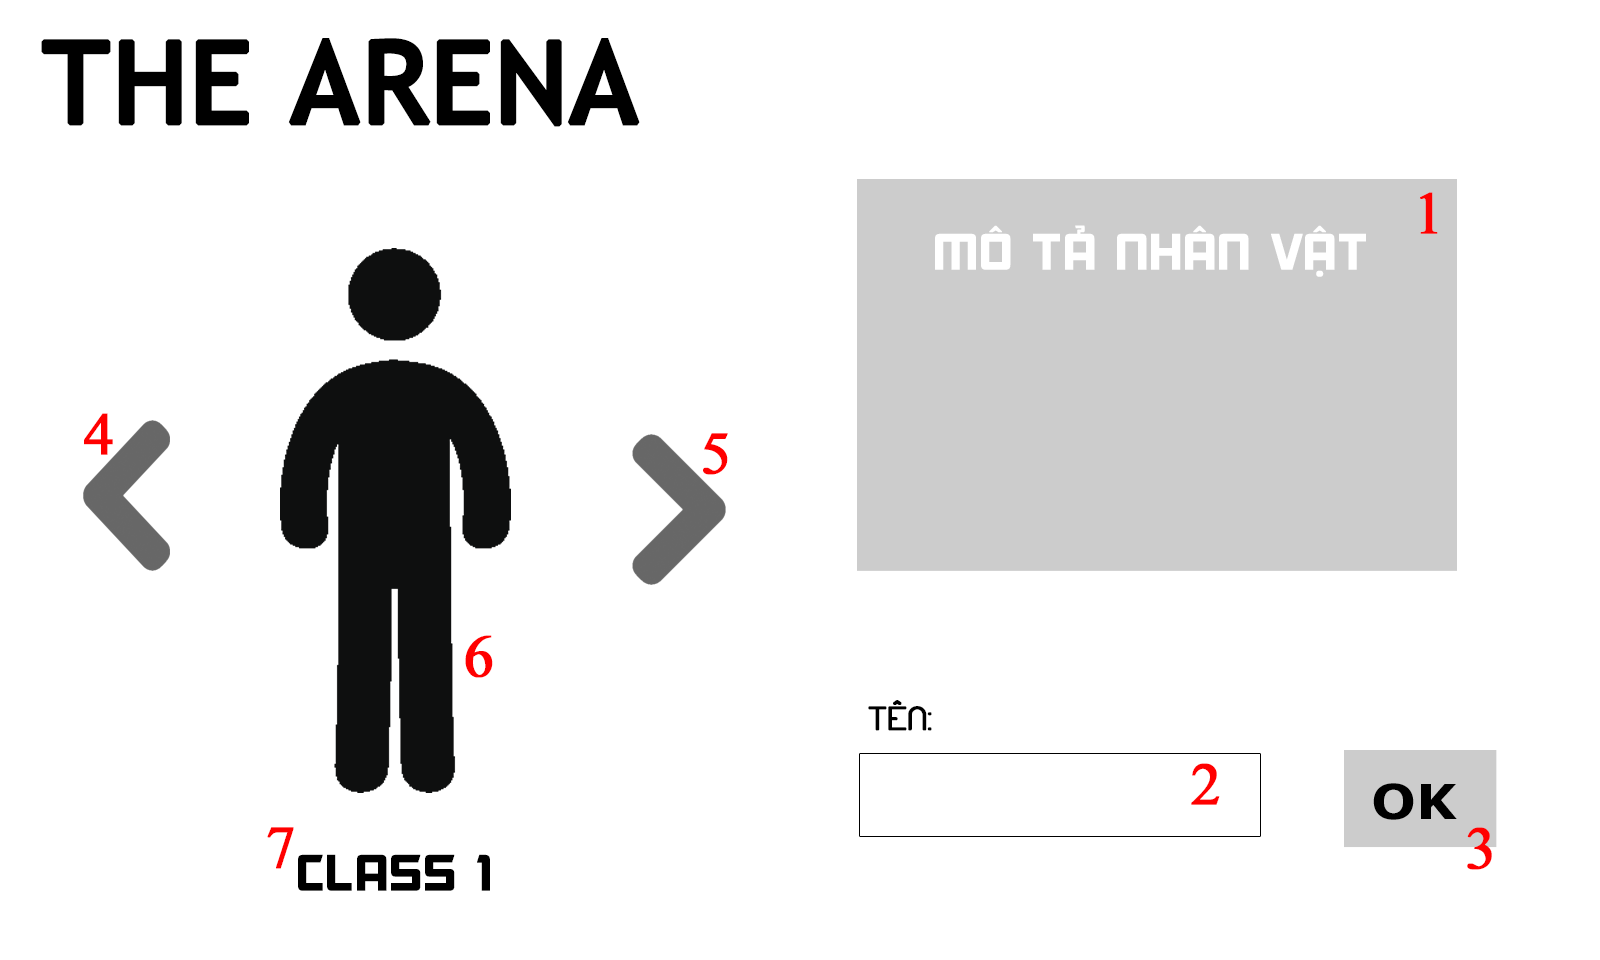 THE ARENA
1
MÔ TẢ NHÂN VẬT
4
5
6
TÊN:
2
OK
3
7
CLASS 1